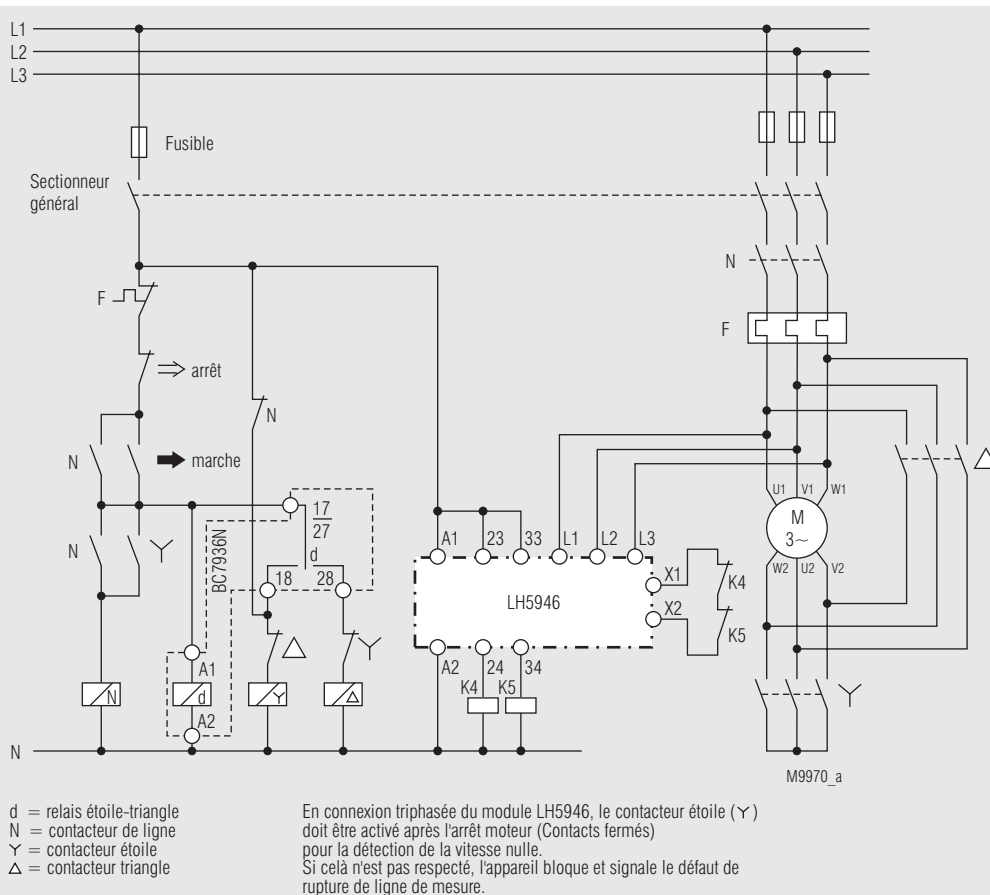 L1
L2
L3
Fusible
Sectionneur
général
N
F
F
arrêt
N
N
marche
U1 V1 W1
17
27
M
3~
A1 23 33 L1 L2 L3
N
BC7936N
d
W2 U2 V2
18 28
X1
K4
LH5946
X2
K5
A1
A2 24 34
K4 K5
N d Y Δ
A2
N
M9970_a
d = relais étoile-triangle
N = contacteur de ligne
Y = contacteur étoile
Δ = contacteur triangle
En connexion triphasée du module LH5946, le contacteur étoile (Y)
doit être activé après l'arrêt moteur (Contacts fermés)
pour la détection de la vitesse nulle.
Si celà n'est pas respecté, l'appareil bloque et signale le défaut de
rupture de ligne de mesure.